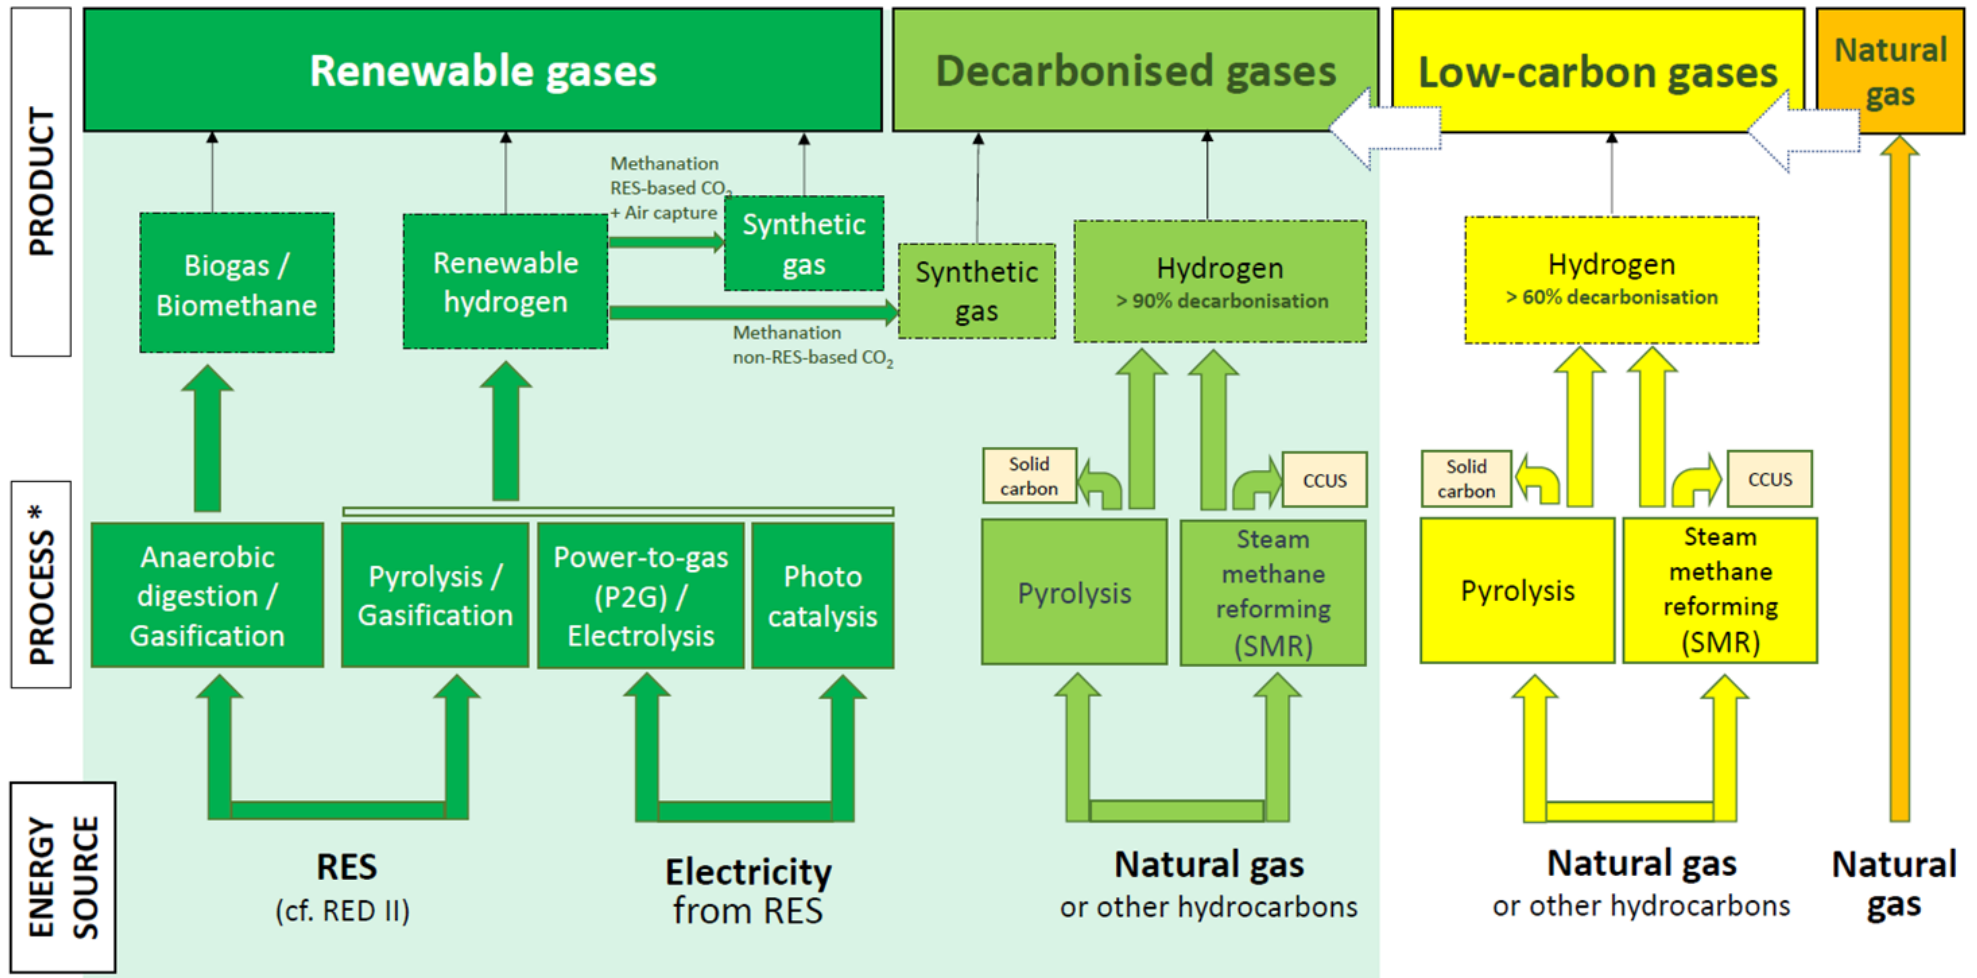 Renewable gases
Decarbonised gases
Low-carbon gases
Natural
gas
PRODUCT
Methanation
RES-based CO₂
+ Air capture
Biogas /
Biomethane
Renewable
hydrogen
Synthetic
gas
Synthetic
gas
Hydrogen
> 90% decarbonisation
Hydrogen
> 60% decarbonisation
Methanation
non-RES-based CO₂
Solid
carbon
CCUS
Solid
carbon
CCUS
PROCESS *
Anaerobic
digestion /
Gasification
Pyrolysis /
Gasification
Power-to-gas
(P2G) /
Electrolysis
Photo
catalysis
Pyrolysis
Steam
methane
reforming
(SMR)
Pyrolysis
Steam
methane
reforming
(SMR)
ENERGY
SOURCE
RES
(cf. RED II)
Electricity
from RES
Natural gas
or other hydrocarbons
Natural gas
or other hydrocarbons
Natural
gas